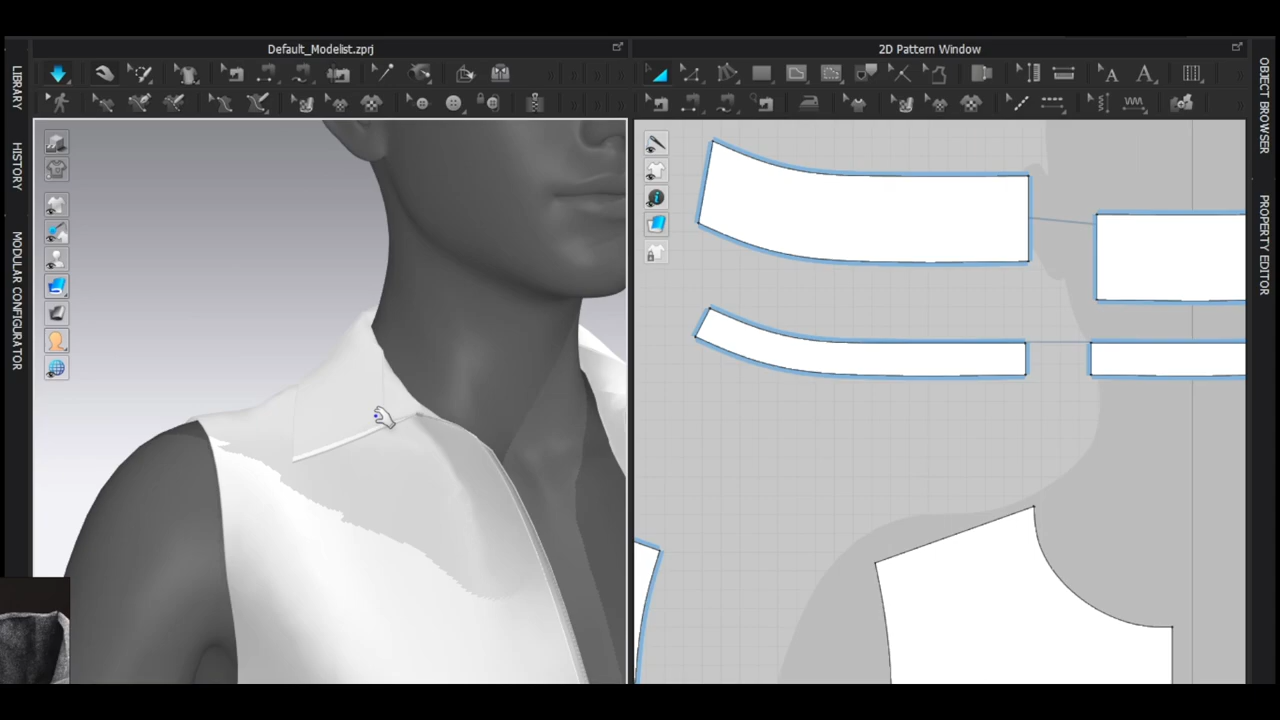 Default_Modelist.zprj
2D Pattern Window
LIBRARY
HISTORY
MODULAR CONFIGURATOR
OBJECT BROWSER
PROPERTY EDITOR